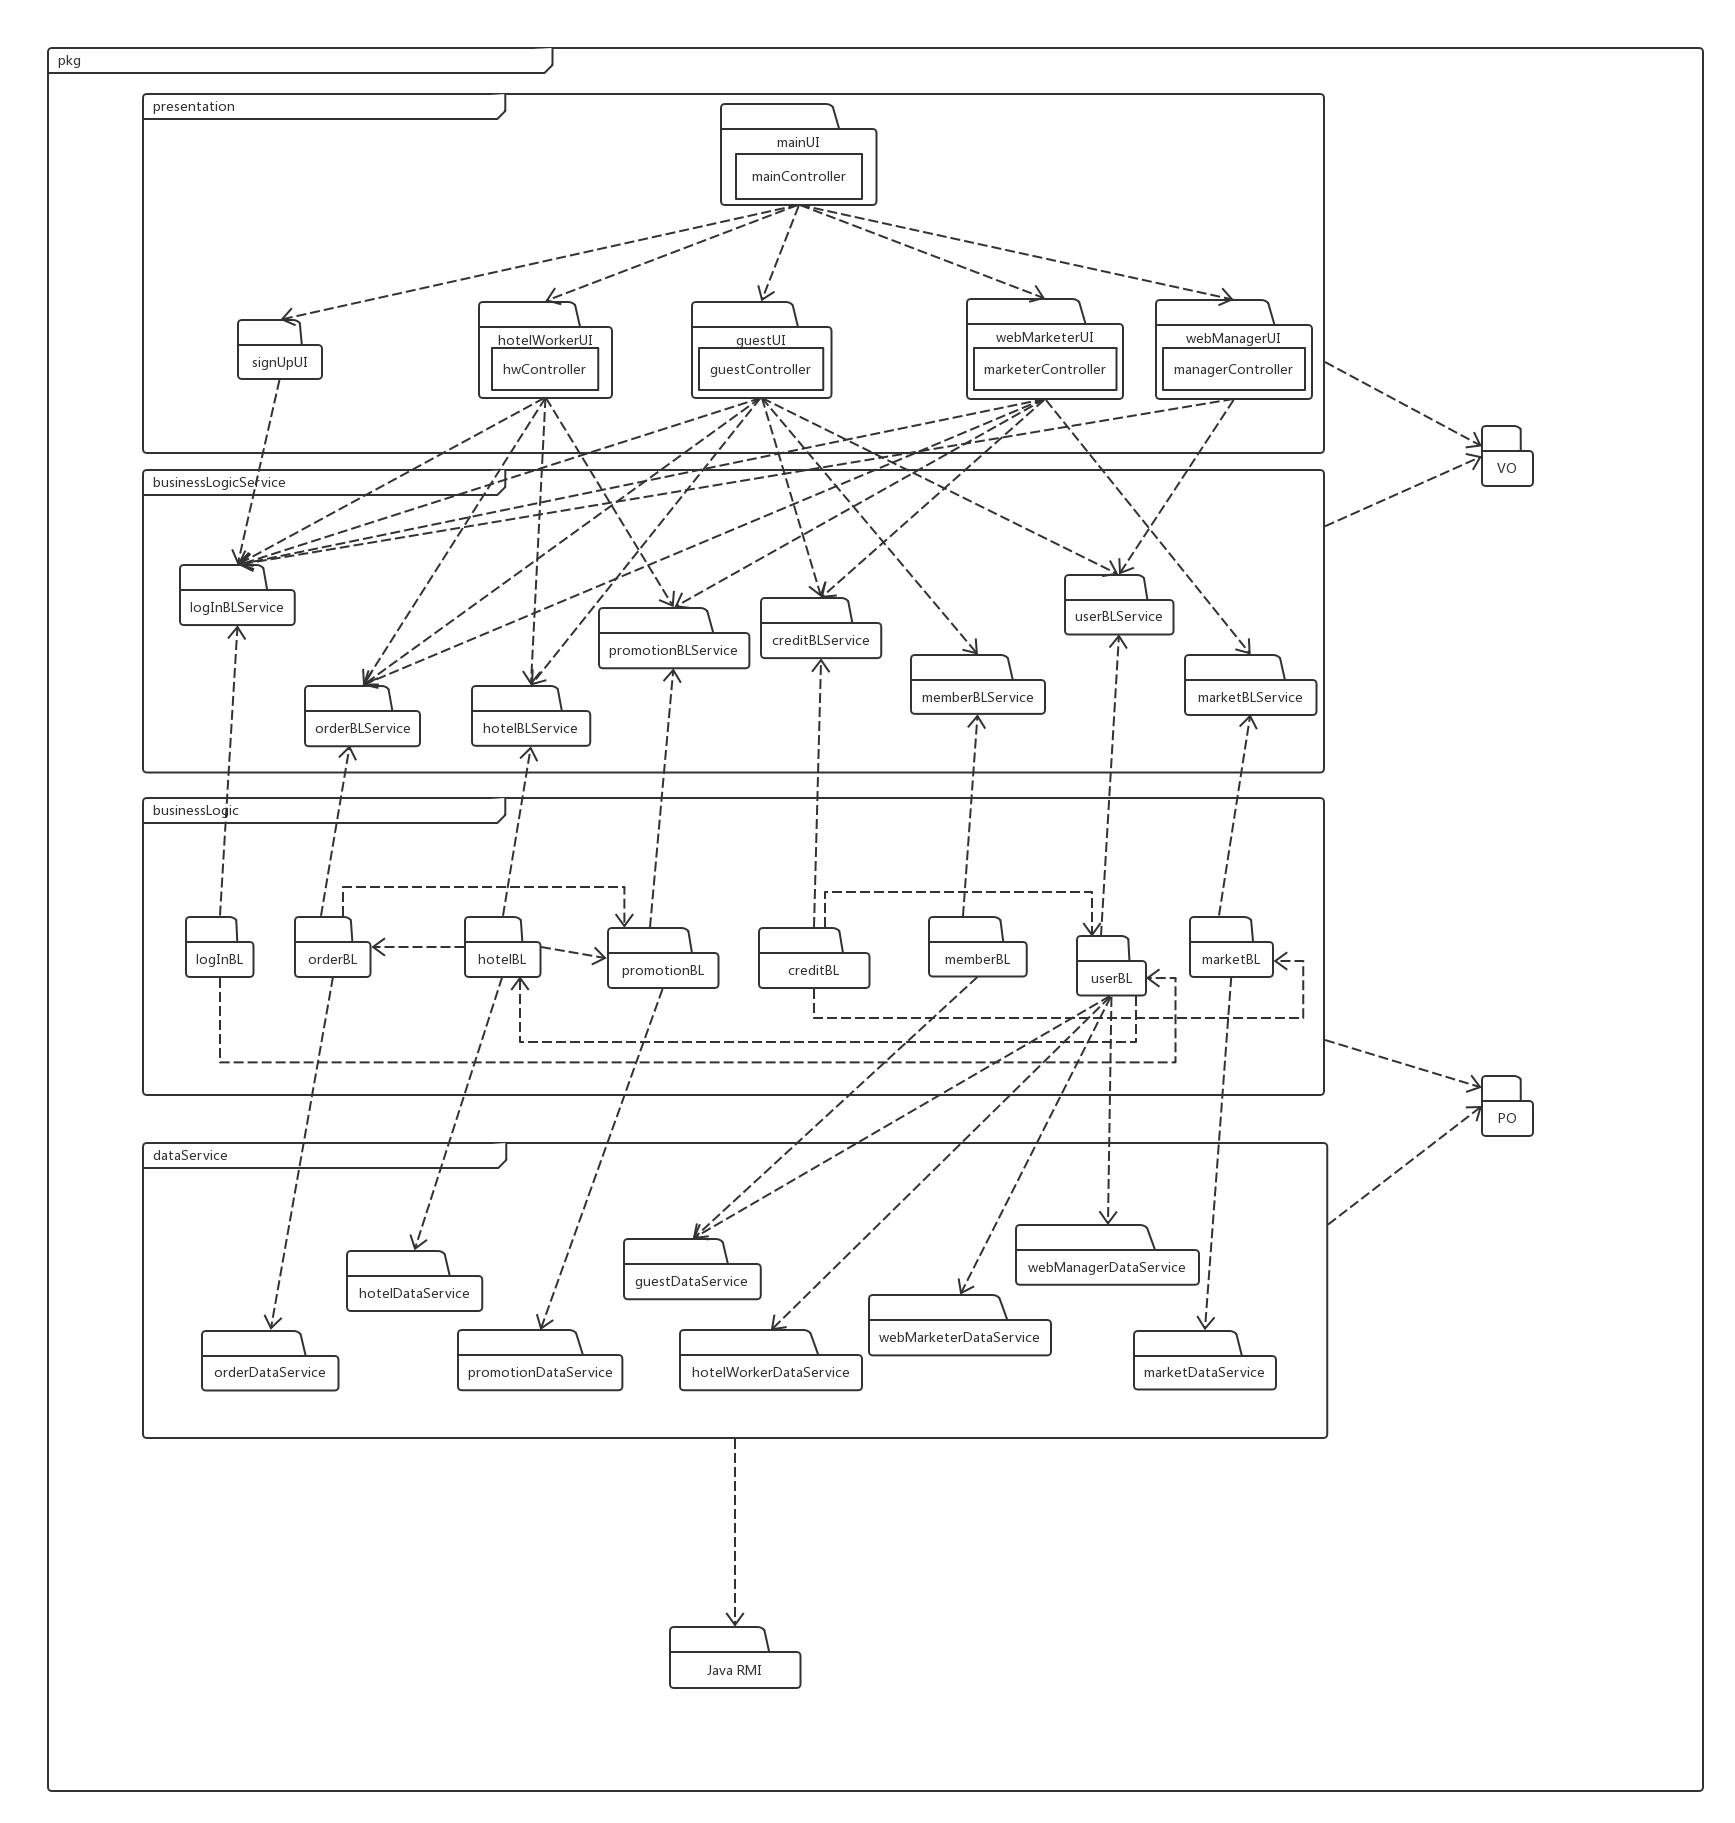 pkg
presentation
mainUI
mainController
signUpUI
hotelWorkerUI
hwController
guestUI
guestController
webMarketerUI
marketerController
webManagerUI
managerController
VO
businessLogicService
logInBLService
orderBLService
hotelBLService
promotionBLService
creditBLService
memberBLService
userBLService
marketBLService
businessLogic
logInBL
orderBL
hotelBL
promotionBL
creditBL
memberBL
userBL
marketBL
PO
dataService
orderDataService
hotelDataService
promotionDataService
guestDataService
hotelWorkerDataService
webMarketerDataService
webManagerDataService
marketDataService
Java RMI